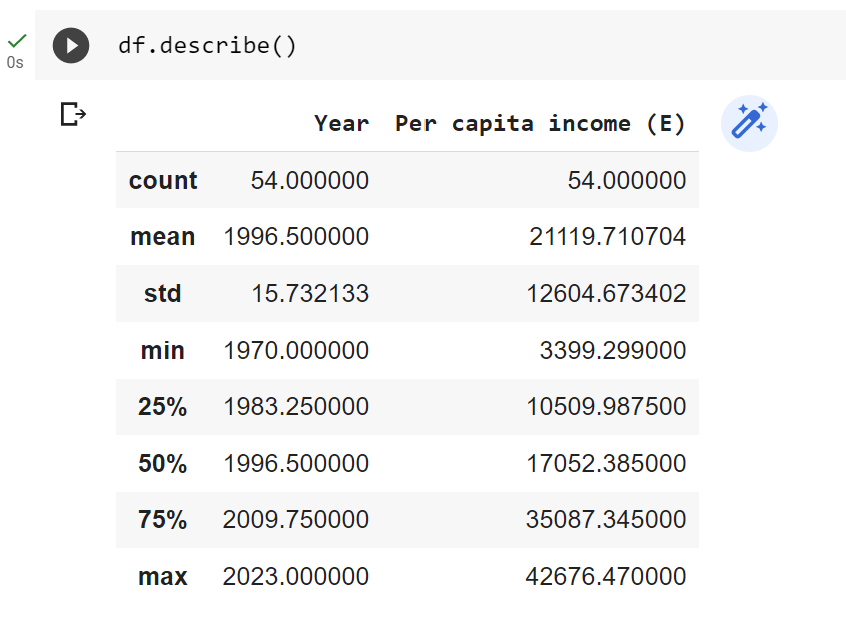 df.describe()
0s
Year Per capita income (E)
count 54.000000 54.000000
mean 1996.500000 21119.710704
std 15.732133 12604.673402
min 1970.000000 3399.299000
25% 1983.250000 10509.987500
50% 1996.500000 17052.385000
75% 2009.750000 35087.345000
max 2023.000000 42676.470000